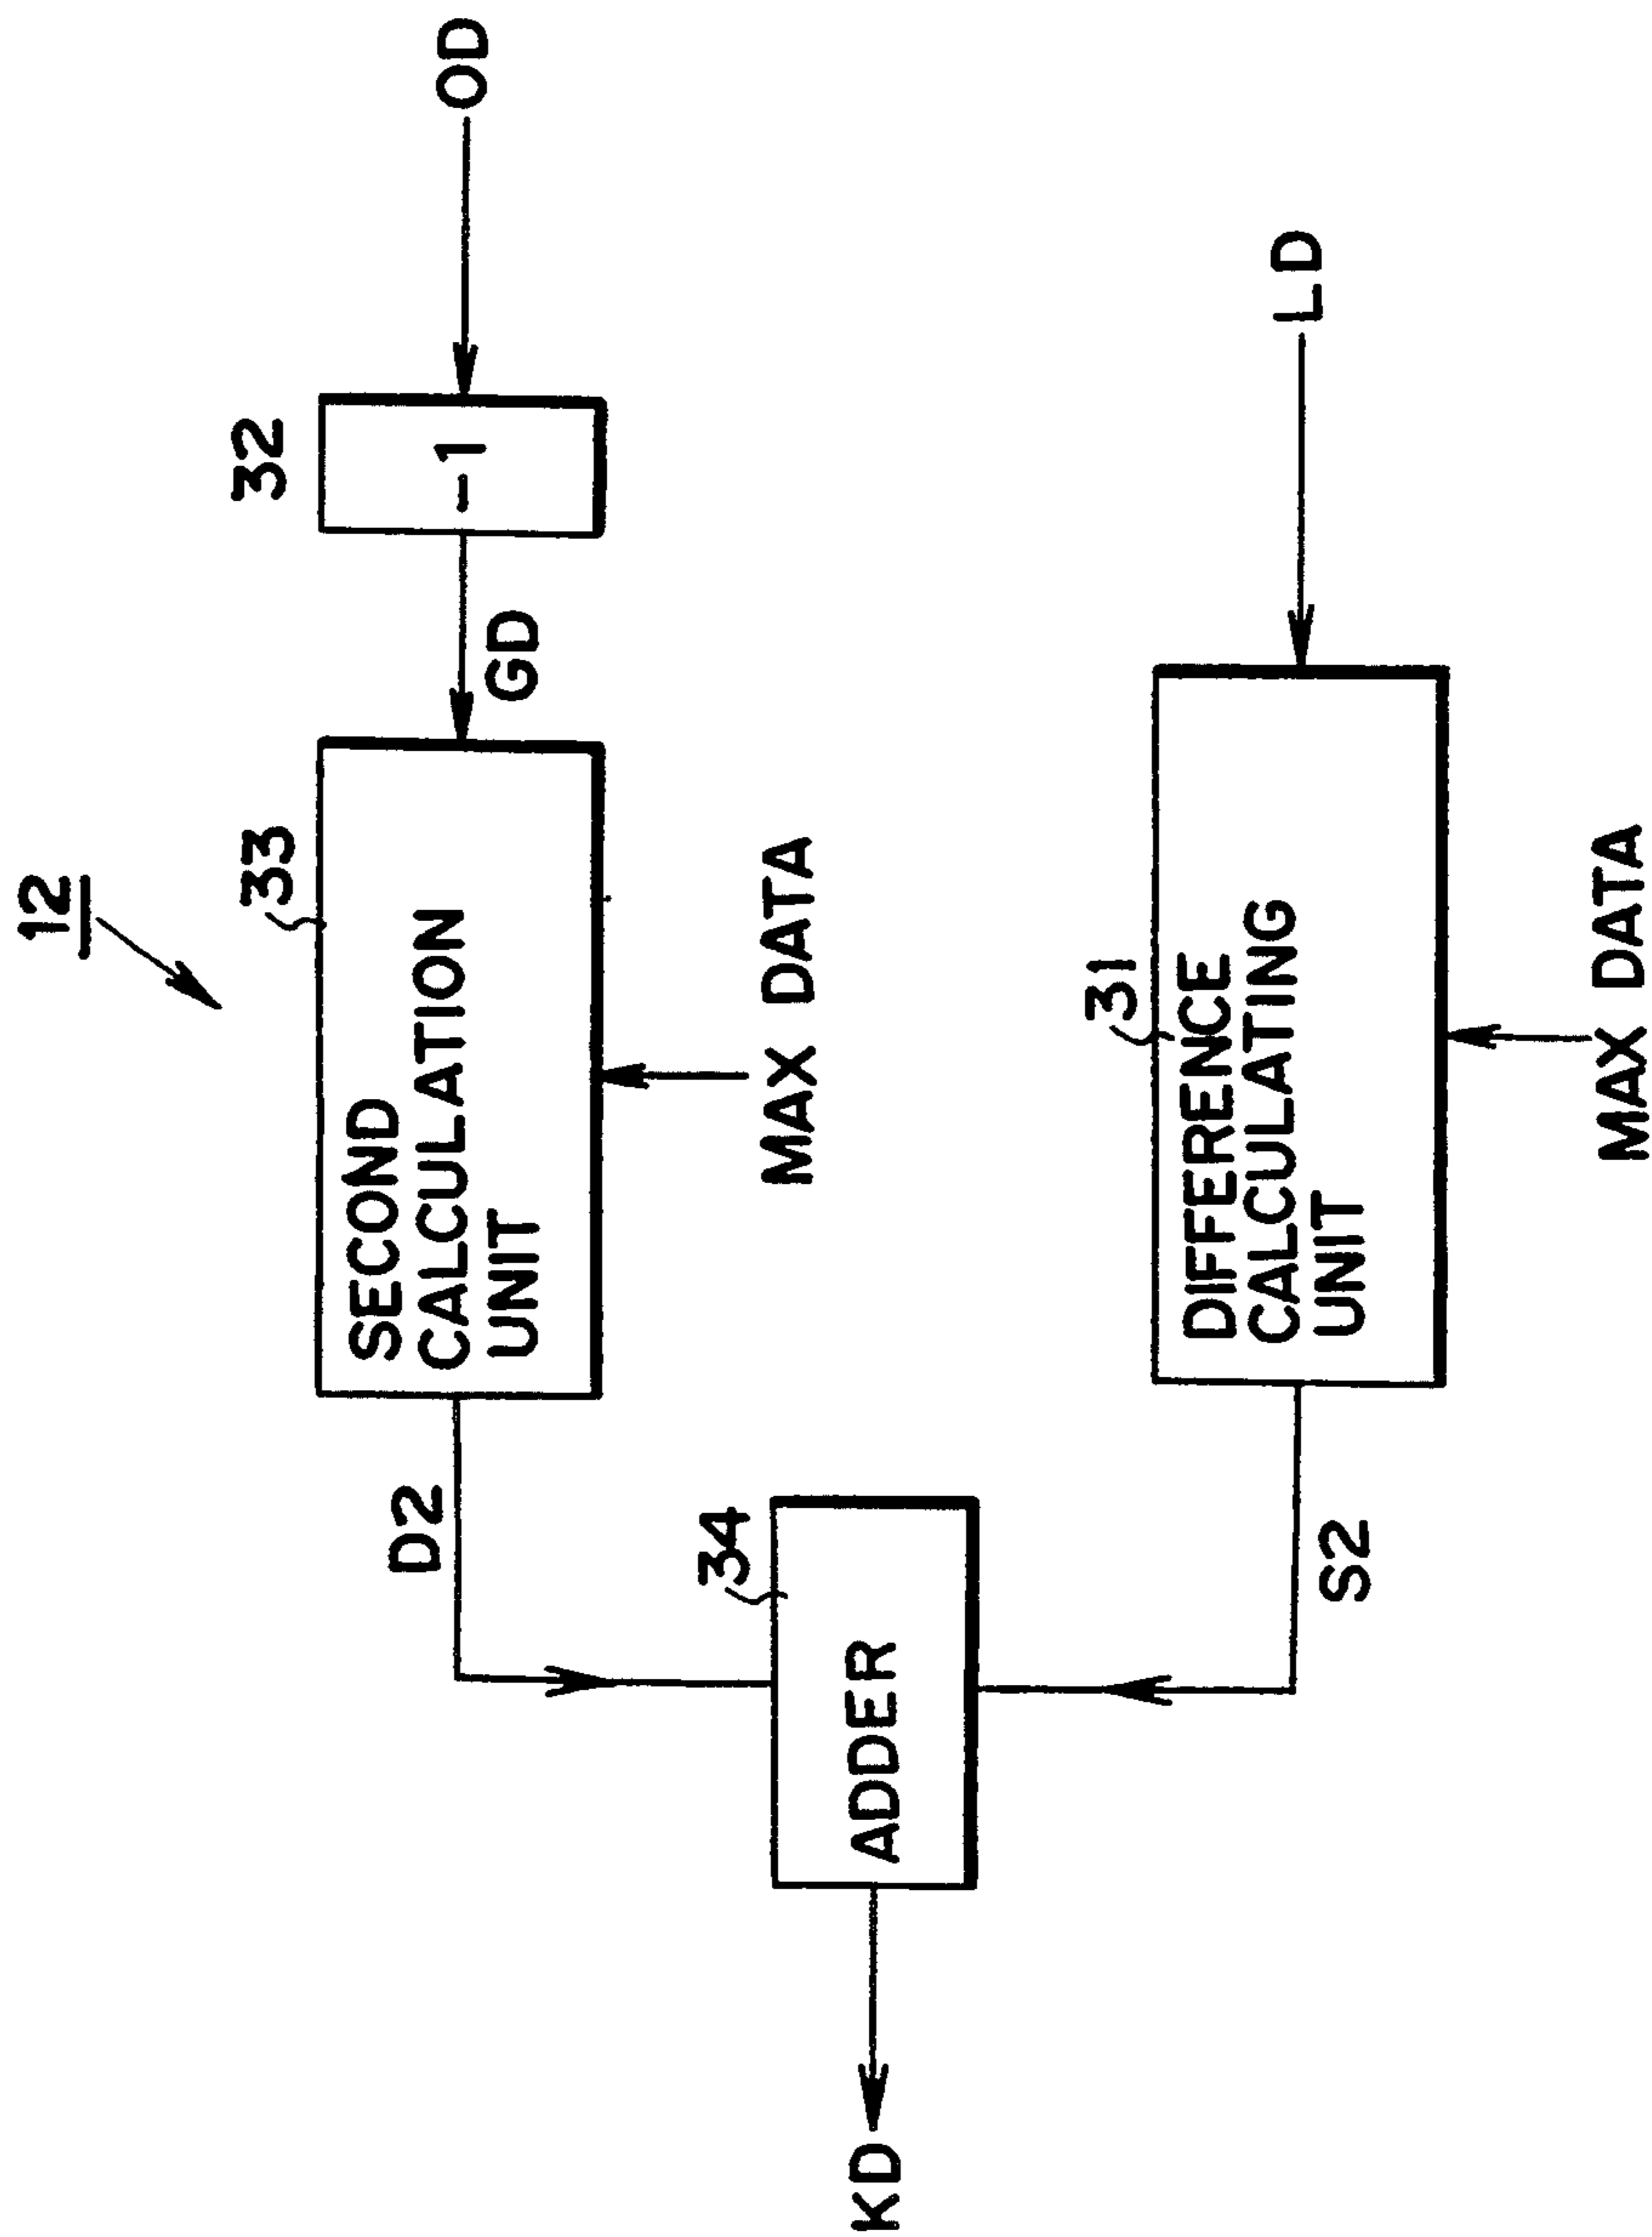 12
33
32
SECOND
CALCULATION
UNIT
-1
OD
D2
GD
MAX DATA
34
ADDER
KD
31
DIFFERENCE
CALCULATING
UNIT
LD
S2
MAX DATA